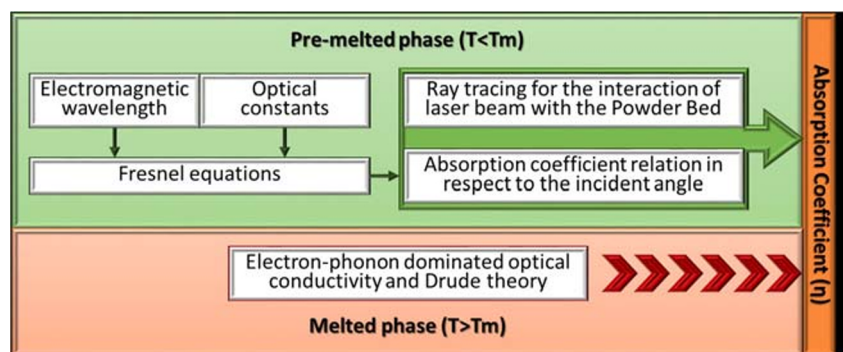 Pre-melted phase (T<Tm)
Electromagnetic
wavelength
Optical
constants
Ray tracing for the interaction of
laser beam with the Powder Bed
Fresnel equations
Absorption coefficient relation in
respect to the incident angle
Electron-phonon dominated optical
conductivity and Drude theory
Melted phase (T>Tm)
Absorption Coefficient (η)